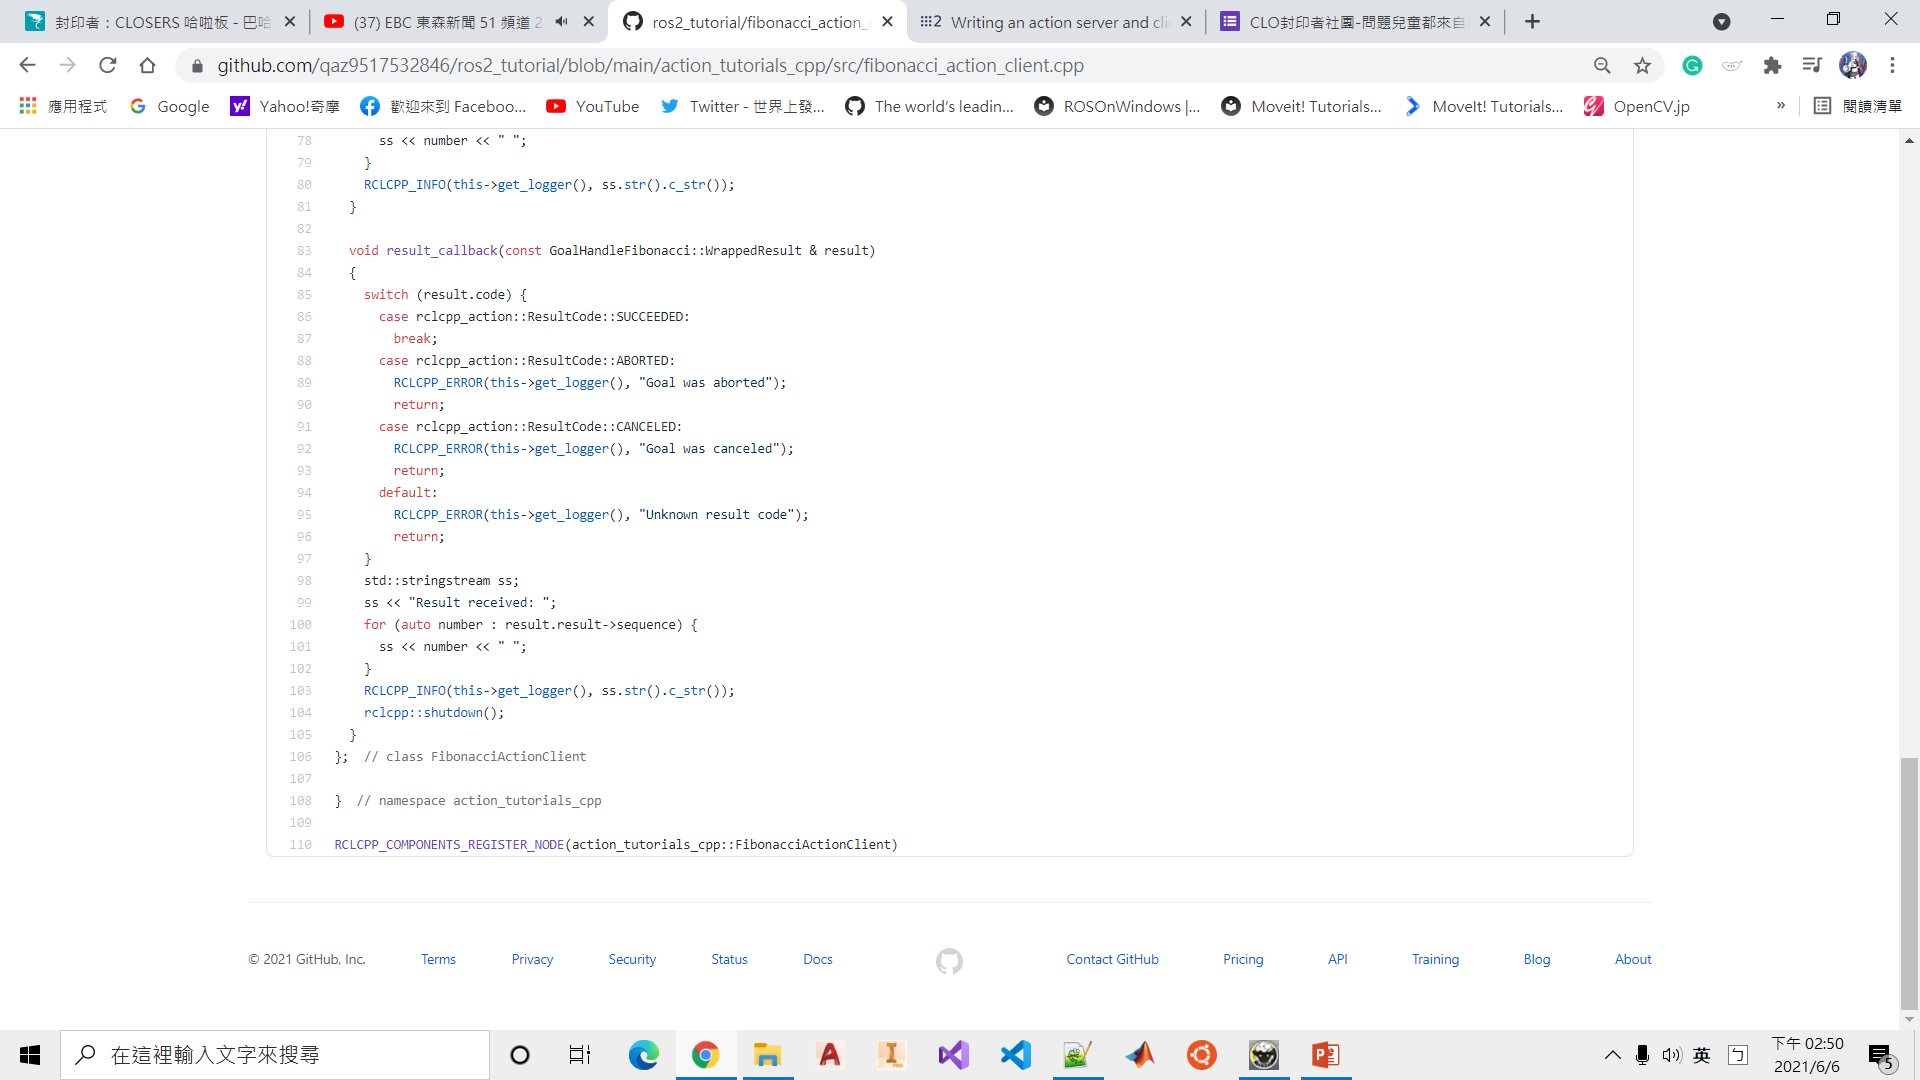 封印者：CLOSERS 哈啦板 - 巴哈
(37) EBC 東森新聞 51 頻道 2
ros2_tutorial/fibonacci_action_
Writing an action server and cli
CLO封印者社團-問題兒童都來自
github.com/qaz9517532846/ros2_tutorial/blob/main/action_tutorials_cpp/src/fibonacci_action_client.cpp
應用程式
Google
Yahoo!奇摩
歡迎來到 Faceboo...
YouTube
Twitter - 世界上發...
The world's leadin...
ROSOnWindows |...
Moveit! Tutorials...
MoveIt! Tutorials...
OpenCV.jp
»
閱讀清單
78 ss << number << " ";
79 }
80 RCLCPP_INFO(this->get_logger(), ss.str().c_str());
81 }
82
83 void result_callback(const GoalHandleFibonacci::WrappedResult & result)
84 {
85 switch (result.code) {
86 case rclcpp_action::ResultCode::SUCCEEDED:
87 break;
88 case rclcpp_action::ResultCode::ABORTED:
89 RCLCPP_ERROR(this->get_logger(), "Goal was aborted");
90 return;
91 case rclcpp_action::ResultCode::CANCELED:
92 RCLCPP_ERROR(this->get_logger(), "Goal was canceled");
93 return;
94 default:
95 RCLCPP_ERROR(this->get_logger(), "Unknown result code");
96 return;
97 }
98 std::stringstream ss;
99 ss << "Result received: ";
100 for (auto number : result.result->sequence) {
101 ss << number << " ";
102 }
103 RCLCPP_INFO(this->get_logger(), ss.str().c_str());
104 rclcpp::shutdown();
105 }
106 }; // class FibonacciActionClient
107
108 } // namespace action_tutorials_cpp
109
110 RCLCPP_COMPONENTS_REGISTER_NODE(action_tutorials_cpp::FibonacciActionClient)
© 2021 GitHub, Inc.
Terms
Privacy
Security
Status
Docs
Contact GitHub
Pricing
API
Training
Blog
About
在這裡輸入文字來搜尋
英
下午 02:50
2021/6/6
5